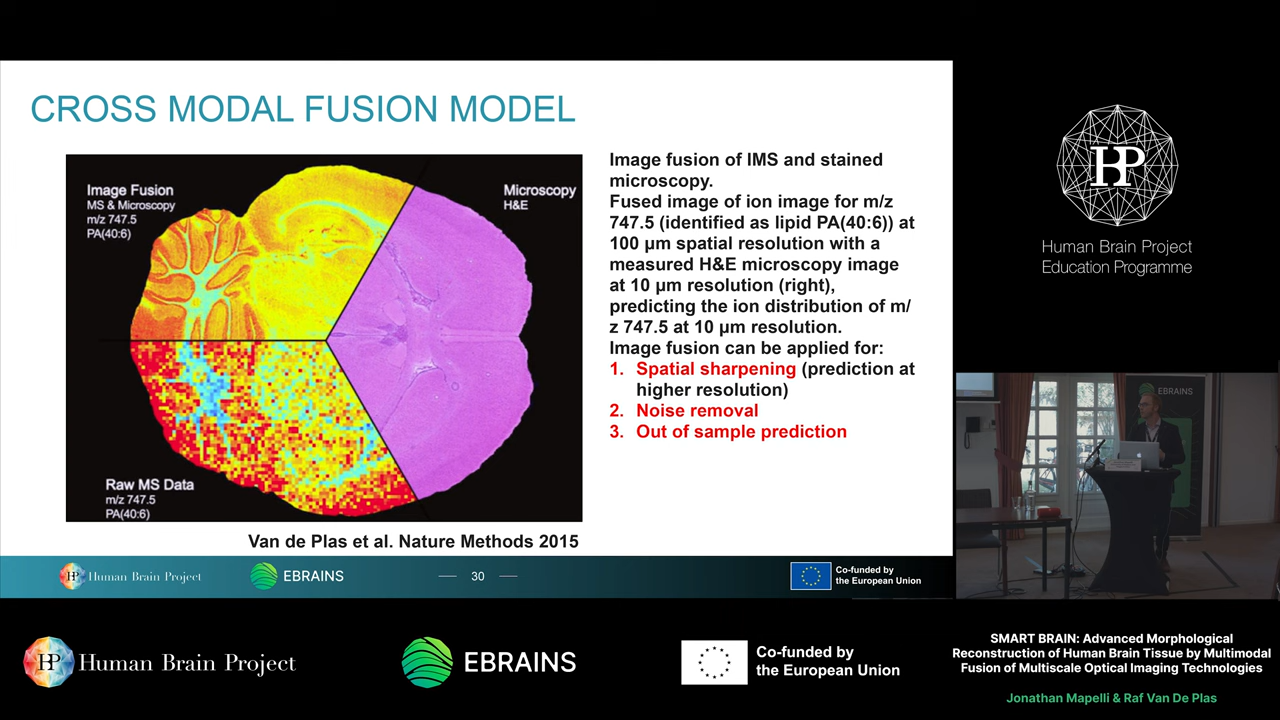 CROSS MODAL FUSION MODEL
Image Fusion
MS & Microscopy
m/z 747.5
PA(40:6)
Microscopy
H&E
Raw MS Data
m/z 747.5
PA(40:6)
Van de Plas et al. Nature Methods 2015
Image fusion of IMS and stained
microscopy.
Fused image of ion image for m/z
747.5 (identified as lipid PA(40:6)) at
100 µm spatial resolution with a
measured H&E microscopy image
at 10 µm resolution (right),
predicting the ion distribution of m/
z 747.5 at 10 µm resolution.
Image fusion can be applied for:
1. Spatial sharpening (prediction at
higher resolution)
2. Noise removal
3. Out of sample prediction
HP Human Brain Project
EBRAINS
30
Co-funded by
the European Union
HP
Human Brain Project
Education Programme
EBRAINS
HP Human Brain Project
EBRAINS
Co-funded by
the European Union
SMART BRAIN: Advanced Morphological
Reconstruction of Human Brain Tissue by Multimodal
Fusion of Multiscale Optical Imaging Technologies
Jonathan Mapelli & Raf Van De Plas